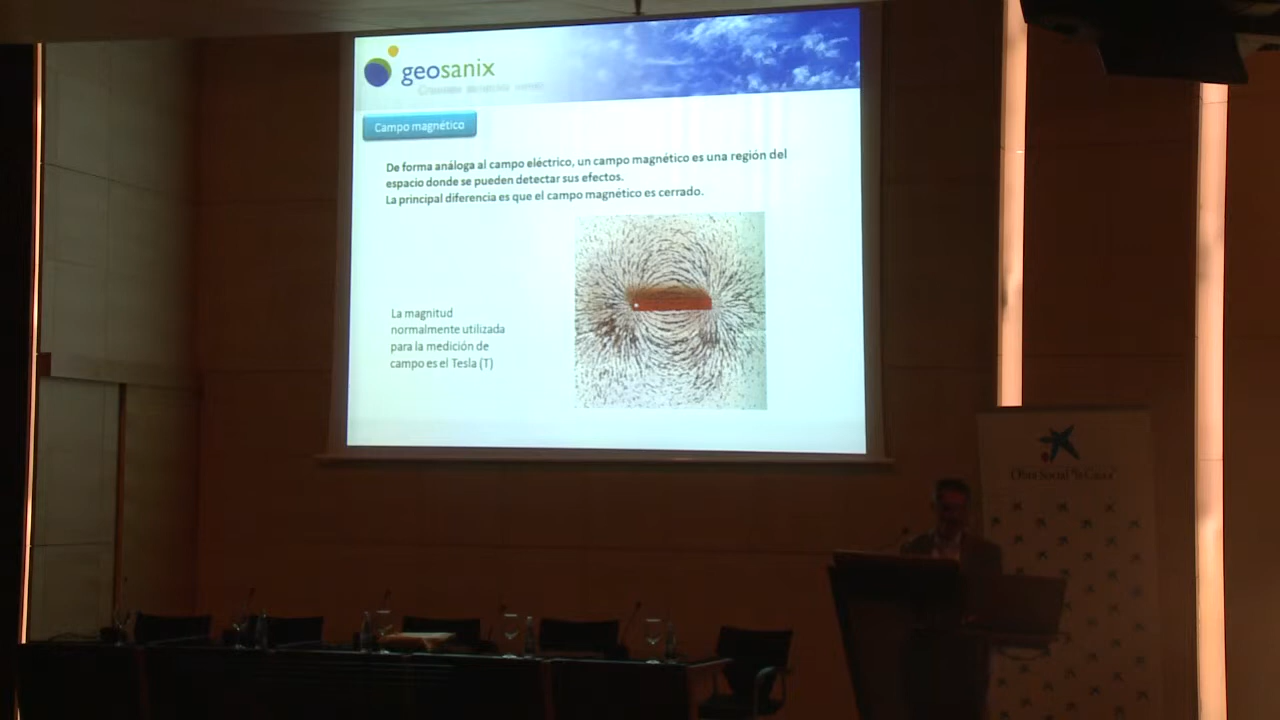 geosanix
Campo magnético
De forma análoga al campo eléctrico, un campo magnético es una región del
espacio donde se pueden detectar sus efectos.
La principal diferencia es que el campo magnético es cerrado.
La magnitud
normalmente utilizada
para la medición de
campo es el Tesla (T)
Obra Social "la Caixa"